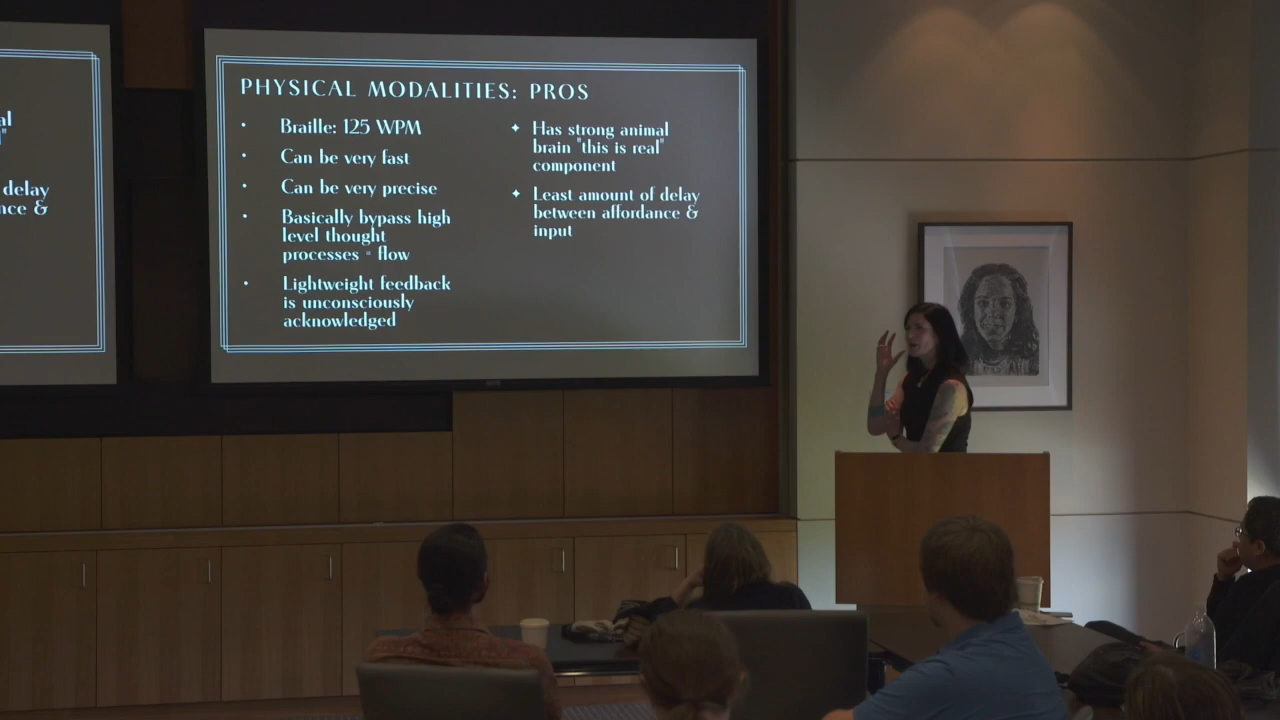 al
"
delay
nce &
PHYSICAL MODALITIES: PROS
Braille: 125 WPM
Can be very fast
Can be very precise
Basically bypass high
level thought
processes = flow
Lightweight feedback
is unconsciously
acknowledged
Has strong animal
brain "this is real"
component
Least amount of delay
between affordance &
input